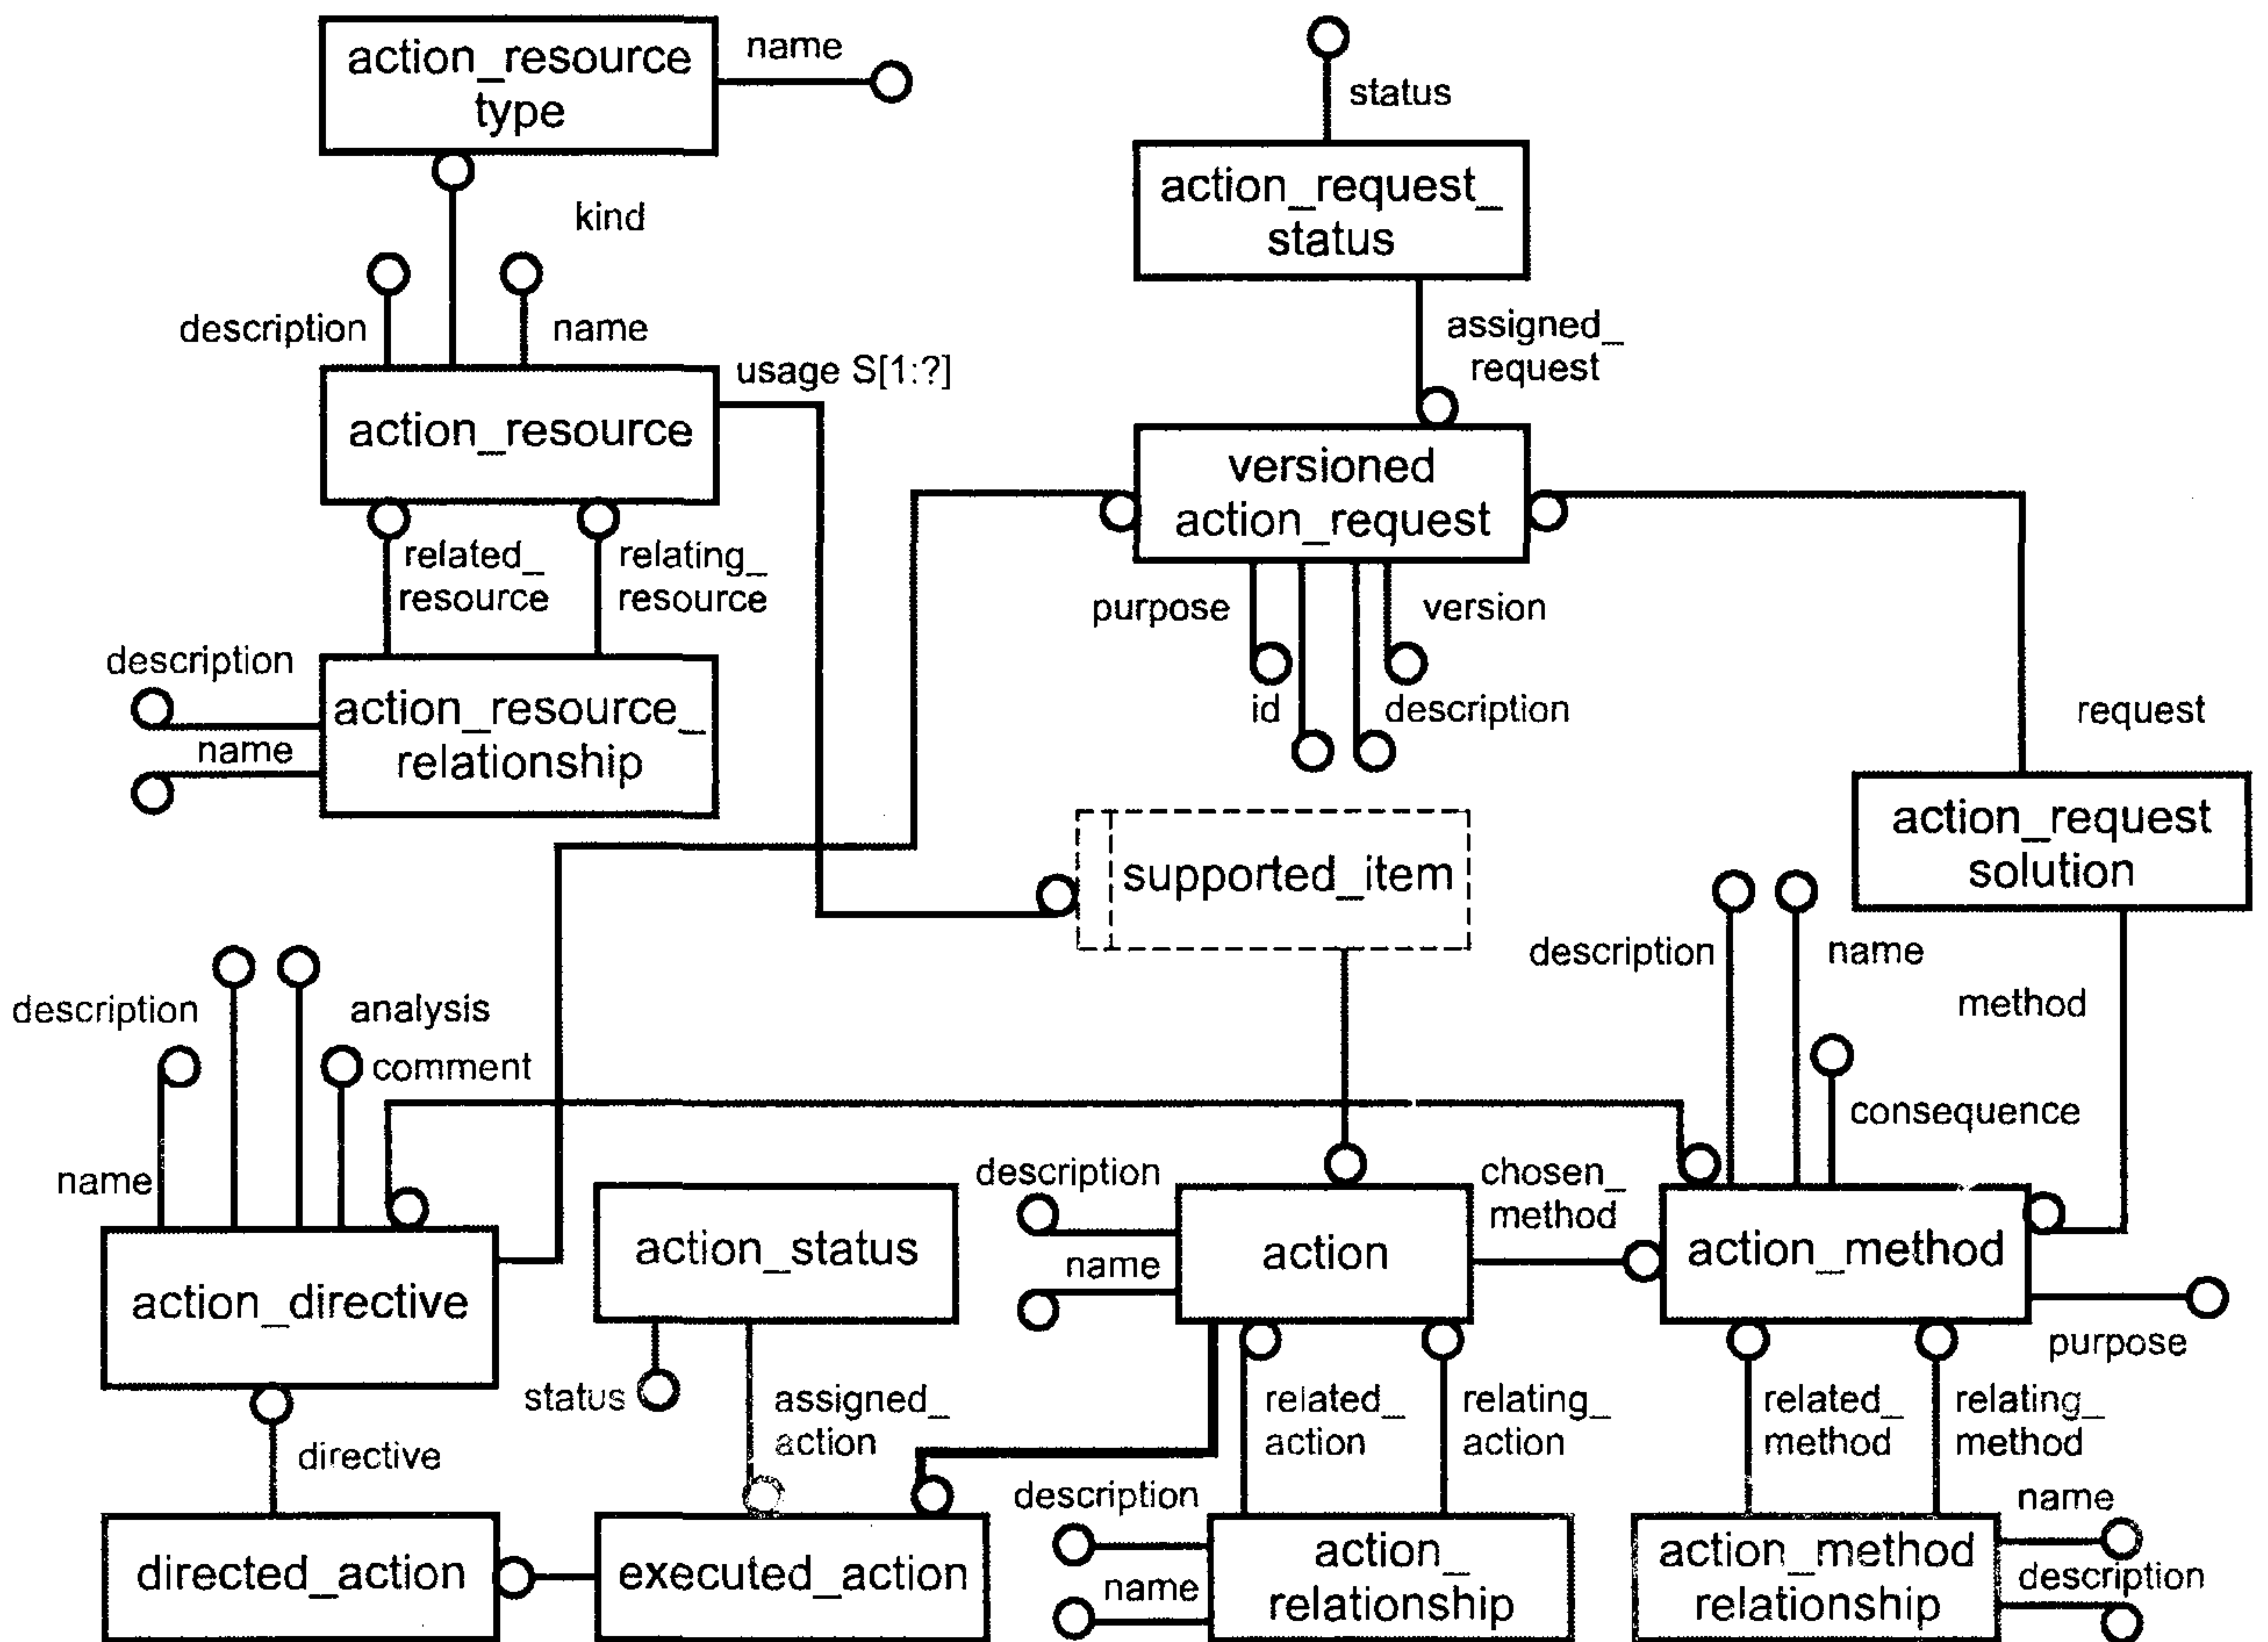 action_resource
type
name
status
action_request_
status
kind
description
name
usage S[1:?]
assigned_
request
action_resource
versioned
action_request
related_
resource
relating_
resource
purpose
version
description
id
description
request
action_resource_
relationship
name
supported_item
action_request
solution
description
name
method
description
analysis
comment
consequence
name
description
chosen_
method
action_status
action
action_method
name
action_directive
purpose
status
assigned_
action
related_
action
relating_
action
related_
method
relating_
method
directive
description
name
directed_action
executed_action
action_
relationship
name
action_method
relationship
description